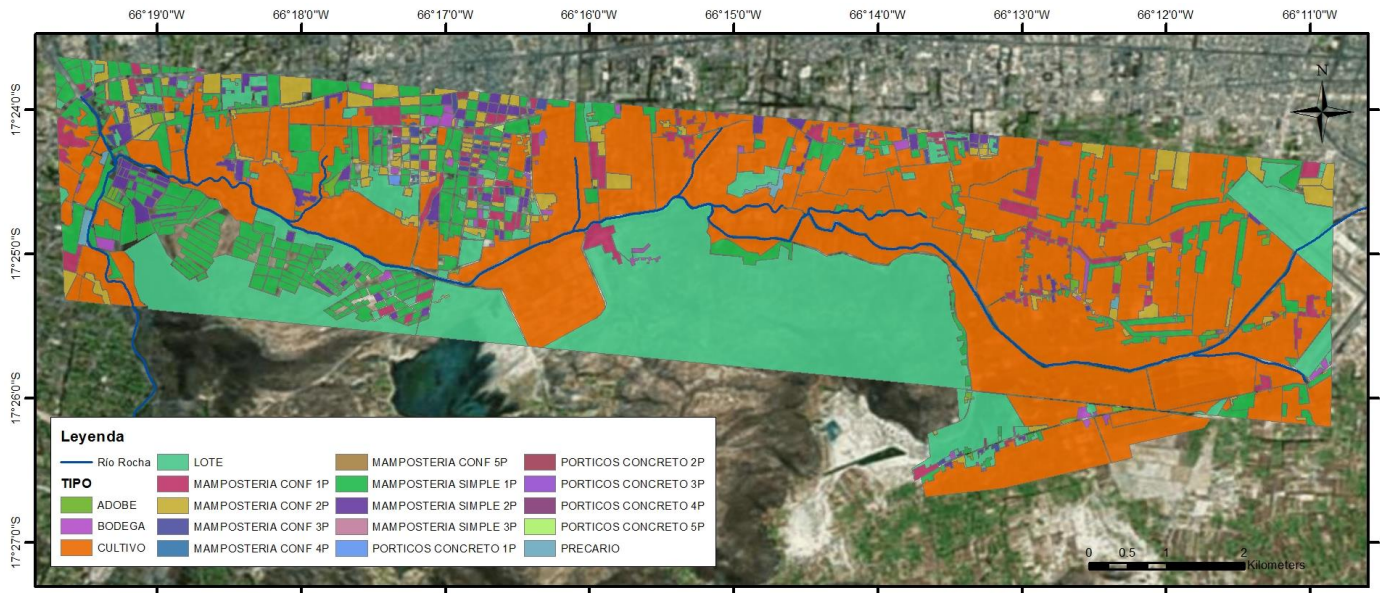 66°19'0"W 66°18'0"W 66°17'0"W 66°16'0"W 66°15'0"W 66°14'0"W 66°13'0"W 66°12'0"W 66°11'0"W
N
17°24'0"S
17°25'0"S
17°26'0"S
17°27'0"S
Leyenda
Río Rocha
TIPO
ADOBE
BODEGA
CULTIVO
LOTE
MAMPOSTERIA CONF 1P
MAMPOSTERIA CONF 2P
MAMPOSTERIA CONF 3P
MAMPOSTERIA CONF 4P
MAMPOSTERIA CONF 5P
MAMPOSTERIA SIMPLE 1P
MAMPOSTERIA SIMPLE 2P
MAMPOSTERIA SIMPLE 3P
PORTICOS CONCRETO 1P
PORTICOS CONCRETO 2P
PORTICOS CONCRETO 3P
PORTICOS CONCRETO 4P
PORTICOS CONCRETO 5P
PRECARIO
0 0.5 1 2
Kilometers